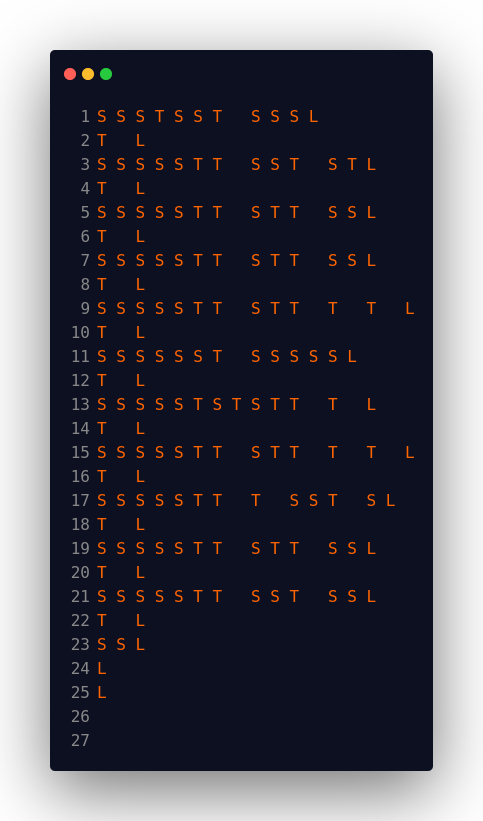 1 S S S T S S T   S S S L
2 T   L
3 S S S S S T T   S S T   S T L
4 T   L
5 S S S S S T T   S T T   S S L
6 T   L
7 S S S S S T T   S T T   S S L
8 T   L
9 S S S S S T T   S T T   T   T   L
10 T   L
11 S S S S S S T   S S S S S L
12 T   L
13 S S S S S T S T S T T   T   L
14 T   L
15 S S S S S T T   S T T   T   T   L
16 T   L
17 S S S S S T T   T   S S T   S L
18 T   L
19 S S S S S T T   S T T   S S L
20 T   L
21 S S S S S T T   S S T   S S L
22 T   L
23 S S L
24 L
25 L
26
27